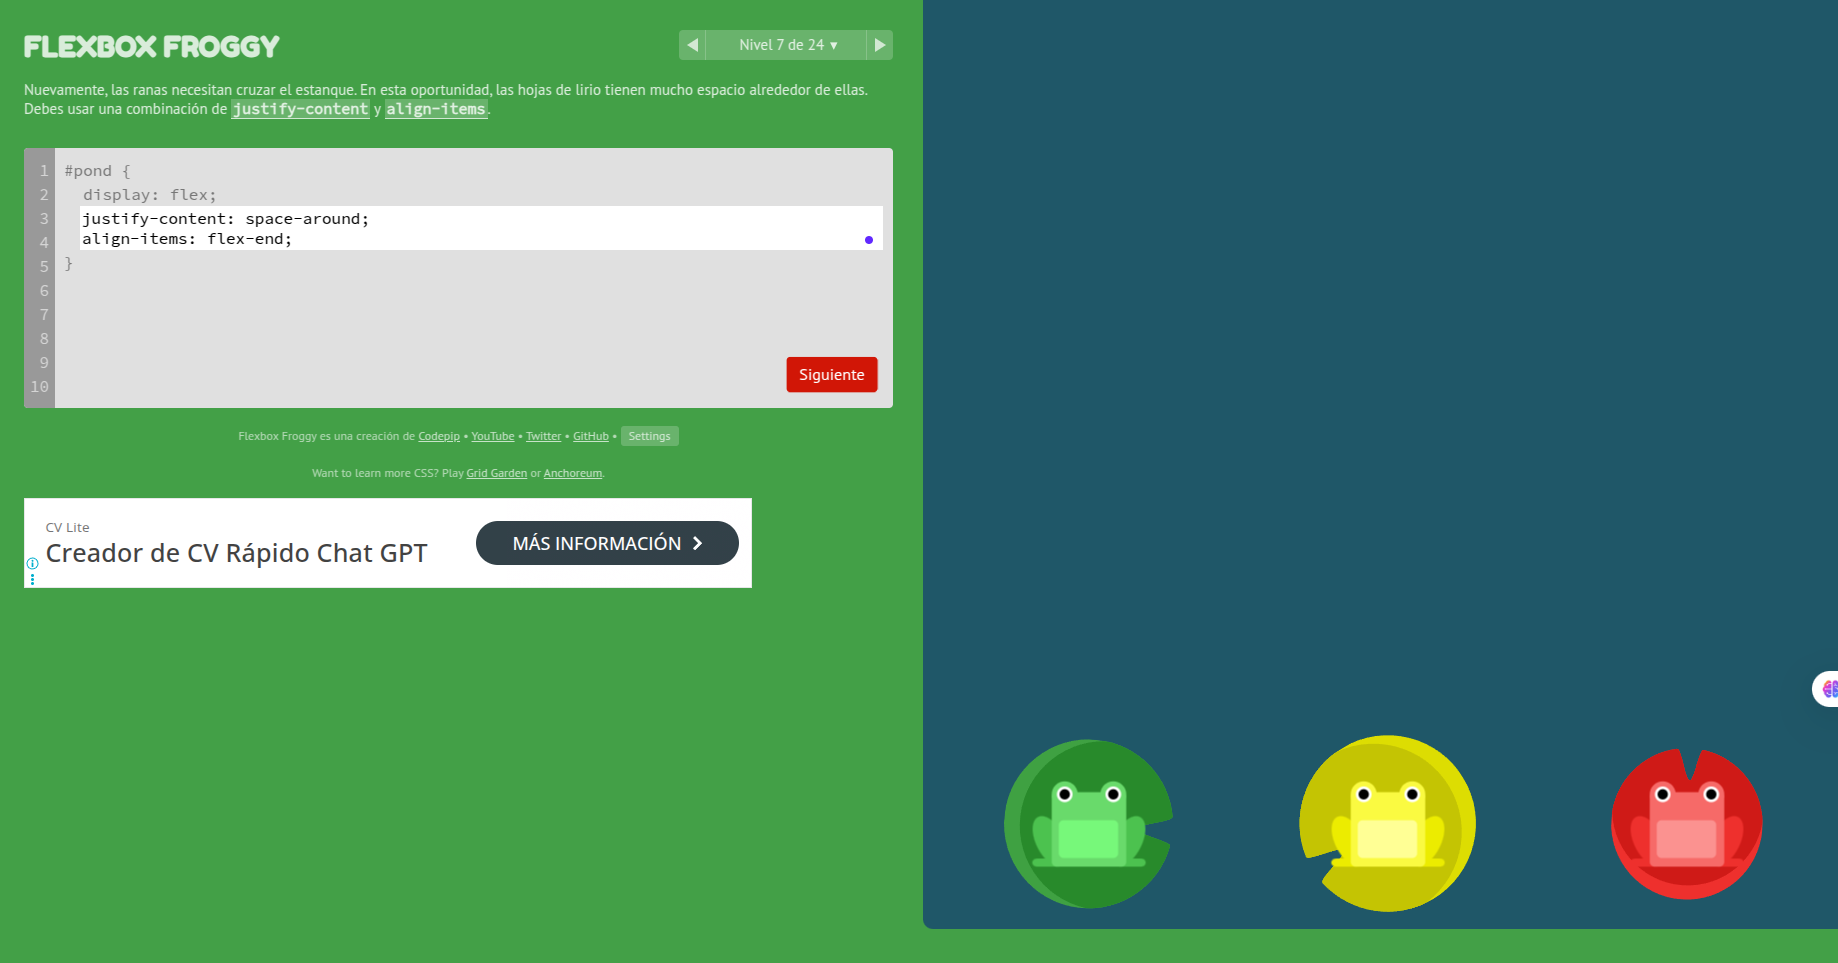 FLEXBOX FROGGY
Nivel 7 de 24 ▾
Nuevamente, las ranas necesitan cruzar el estanque. En esta oportunidad, las hojas de lirio tienen mucho espacio alrededor de ellas.
Debes usar una combinación de justify-content y align-items.
1 #pond {
2 display: flex;
3 justify-content: space-around;
4 align-items: flex-end;
5 }
6
7
8
9
10
Siguiente
Flexbox Froggy es una creación de Codepip • YouTube • Twitter • GitHub • Settings
Want to learn more CSS? Play Grid Garden or Anchoreum.
CV Lite
Creador de CV Rápido Chat GPT
MÁS INFORMACIÓN